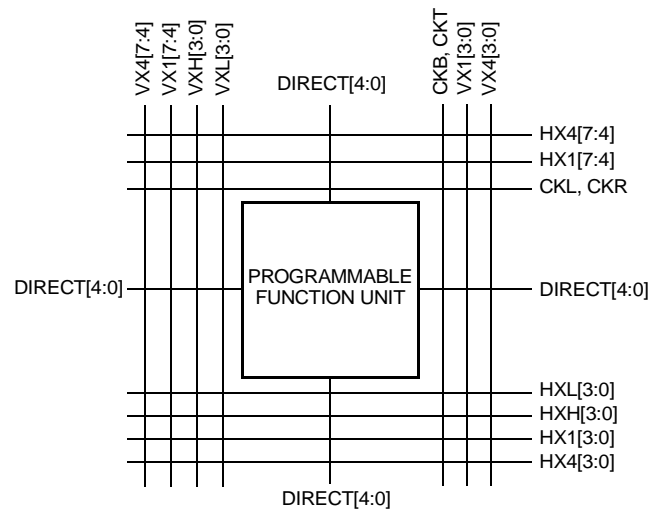 VX4[7:4]
VX1[7:4]
VXH[3:0]
VXL[3:0]
DIRECT[4:0]
CKB, CKT
VX1[3:0]
VX4[3:0]
HX4[7:4]
HX1[7:4]
CKL, CKR
DIRECT[4:0]
PROGRAMMABLE
FUNCTION UNIT
DIRECT[4:0]
HXL[3:0]
HXH[3:0]
HX1[3:0]
HX4[3:0]
DIRECT[4:0]